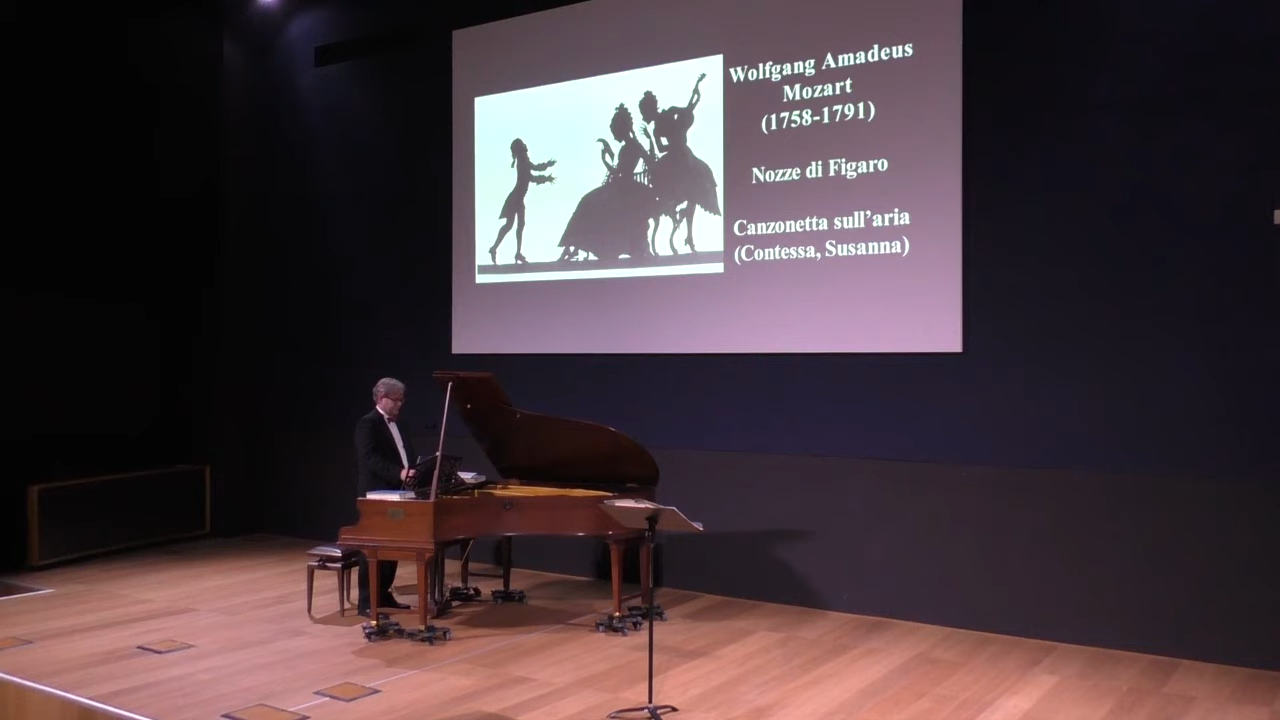 Wolfgang Amadeus
Mozart
(1758-1791)
Nozze di Figaro
Canzonetta sull'aria
(Contessa, Susanna)